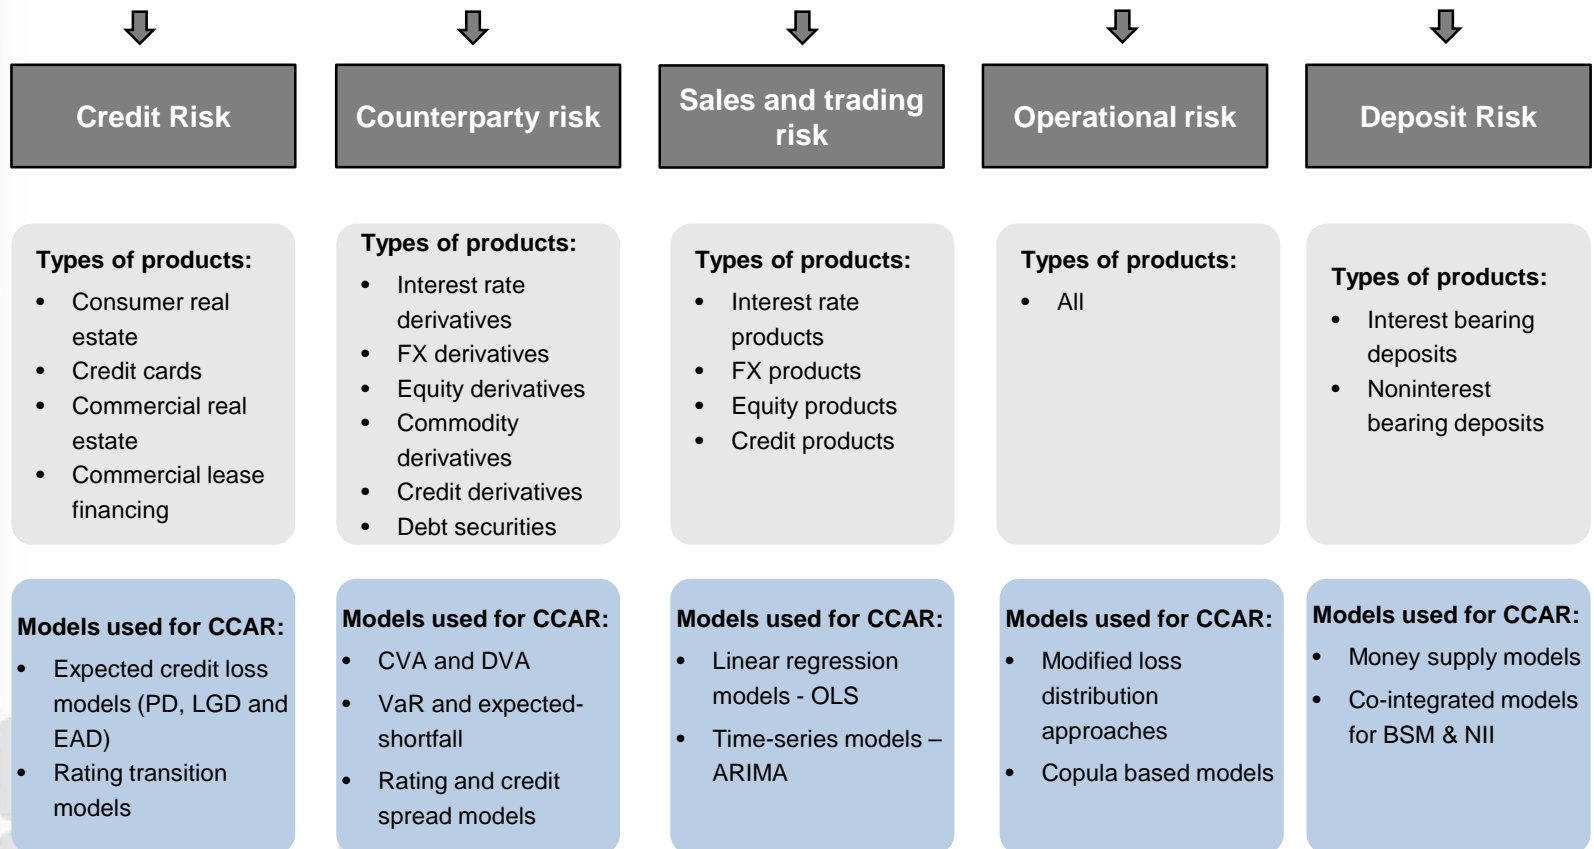 Credit Risk
Counterparty risk
Sales and trading
risk
Operational risk
Deposit Risk
Types of products:
• Consumer real
estate
• Credit cards
• Commercial real
estate
• Commercial lease
financing
Types of products:
• Interest rate
derivatives
• FX derivatives
• Equity derivatives
• Commodity
derivatives
• Credit derivatives
• Debt securities
Types of products:
• Interest rate
products
• FX products
• Equity products
• Credit products
Types of products:
• All
Types of products:
• Interest bearing
deposits
• Noninterest
bearing deposits
Models used for CCAR:
• Expected credit loss
models (PD, LGD and
EAD)
• Rating transition
models
Models used for CCAR:
• CVA and DVA
• VaR and expected-
shortfall
• Rating and credit
spread models
Models used for CCAR:
• Linear regression
models - OLS
• Time-series models –
ARIMA
Models used for CCAR:
• Modified loss
distribution
approaches
• Copula based models
Models used for CCAR:
• Money supply models
• Co-integrated models
for BSM & NII